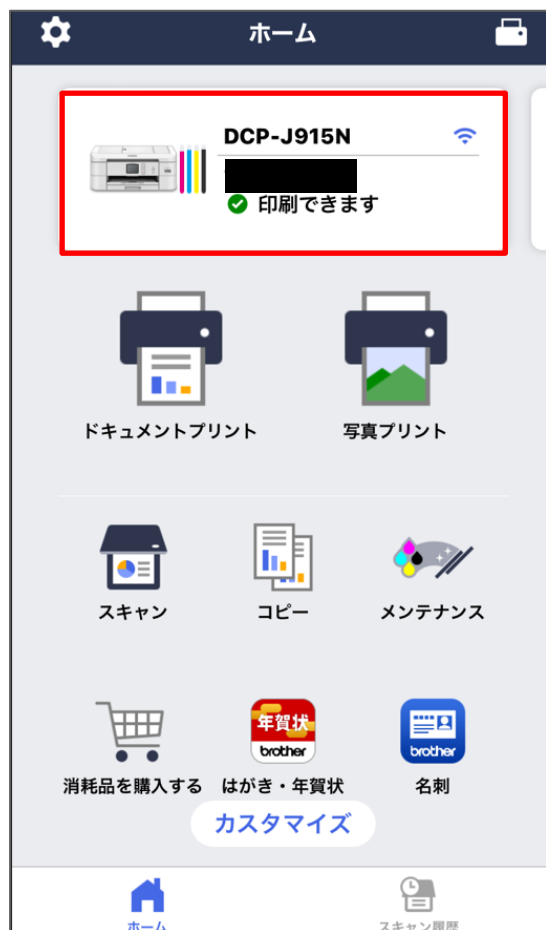 ホーム
DCP-J915N
印刷できます
ドキュメントプリント
写真プリント
スキャン
コピー
メンテナンス
年賀状
brother
brother
消耗品を購入する
はがき・年賀状
名刺
カスタマイズ
ホーム
スキャン履歴